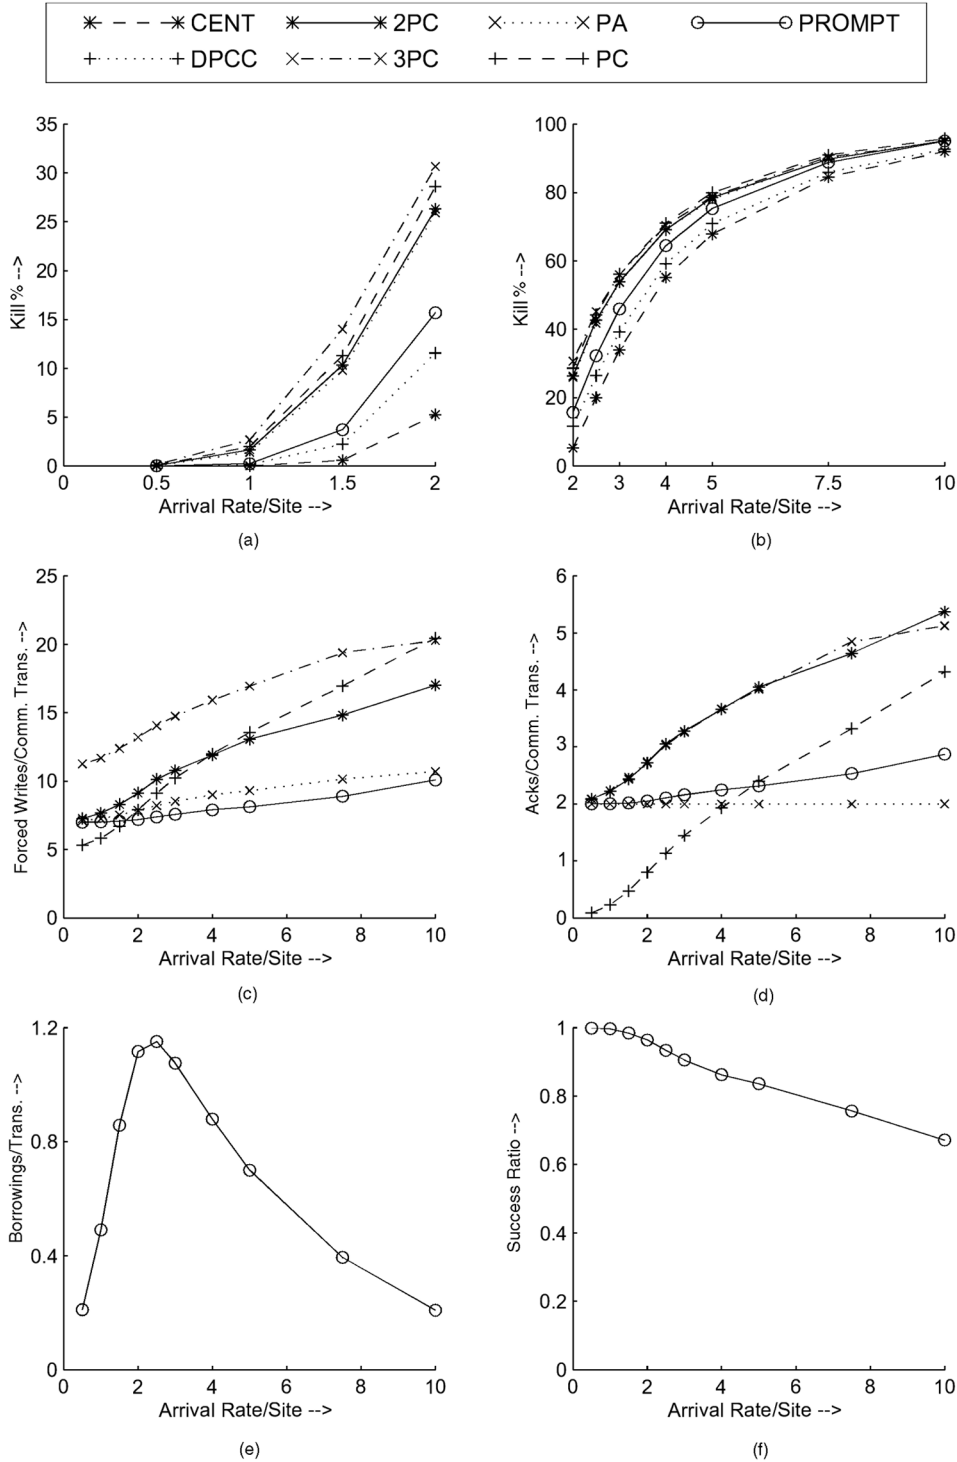 CENT 2PC PA PROMPT
DPCC 3PC PC
35
30
25
20
15
10
5
0
Kill % -->
0 0.5 1 1.5 2
Arrival Rate/Site -->
(a)
100
80
60
40
20
0
Kill % -->
2 3 4 5 7.5 10
Arrival Rate/Site -->
(b)
25
20
15
10
5
0
Forced Writes/Comm. Trans. -->
0 2 4 6 8 10
Arrival Rate/Site -->
(c)
6
5
4
3
2
1
0
Acks/Comm. Trans. -->
0 2 4 6 8 10
Arrival Rate/Site -->
(d)
1.2
0.8
0.4
0
Borrowings/Trans. -->
0 2 4 6 8 10
Arrival Rate/Site -->
(e)
1
0.8
0.6
0.4
0.2
0
Success Ratio -->
0 2 4 6 8 10
Arrival Rate/Site -->
(f)